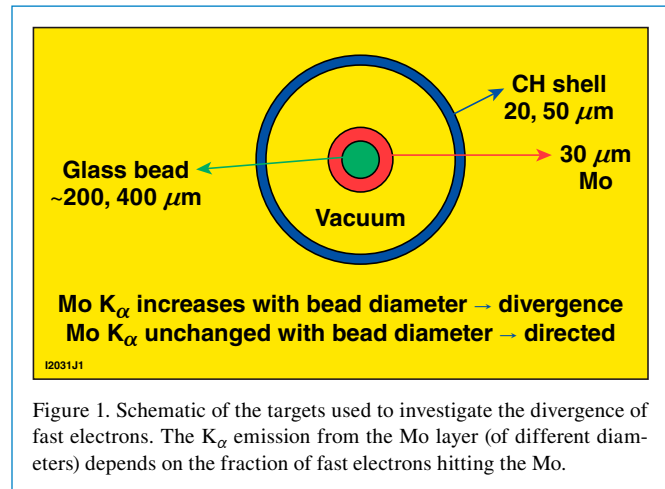 CH shell
20, 50 μm
Glass bead
~200, 400 μm
30 μm
Mo
Vacuum
Mo Kα increases with bead diameter → divergence
Mo Kα unchanged with bead diameter → directed
I2031J1
Figure 1. Schematic of the targets used to investigate the divergence of
fast electrons. The Kα emission from the Mo layer (of different diam-
eters) depends on the fraction of fast electrons hitting the Mo.